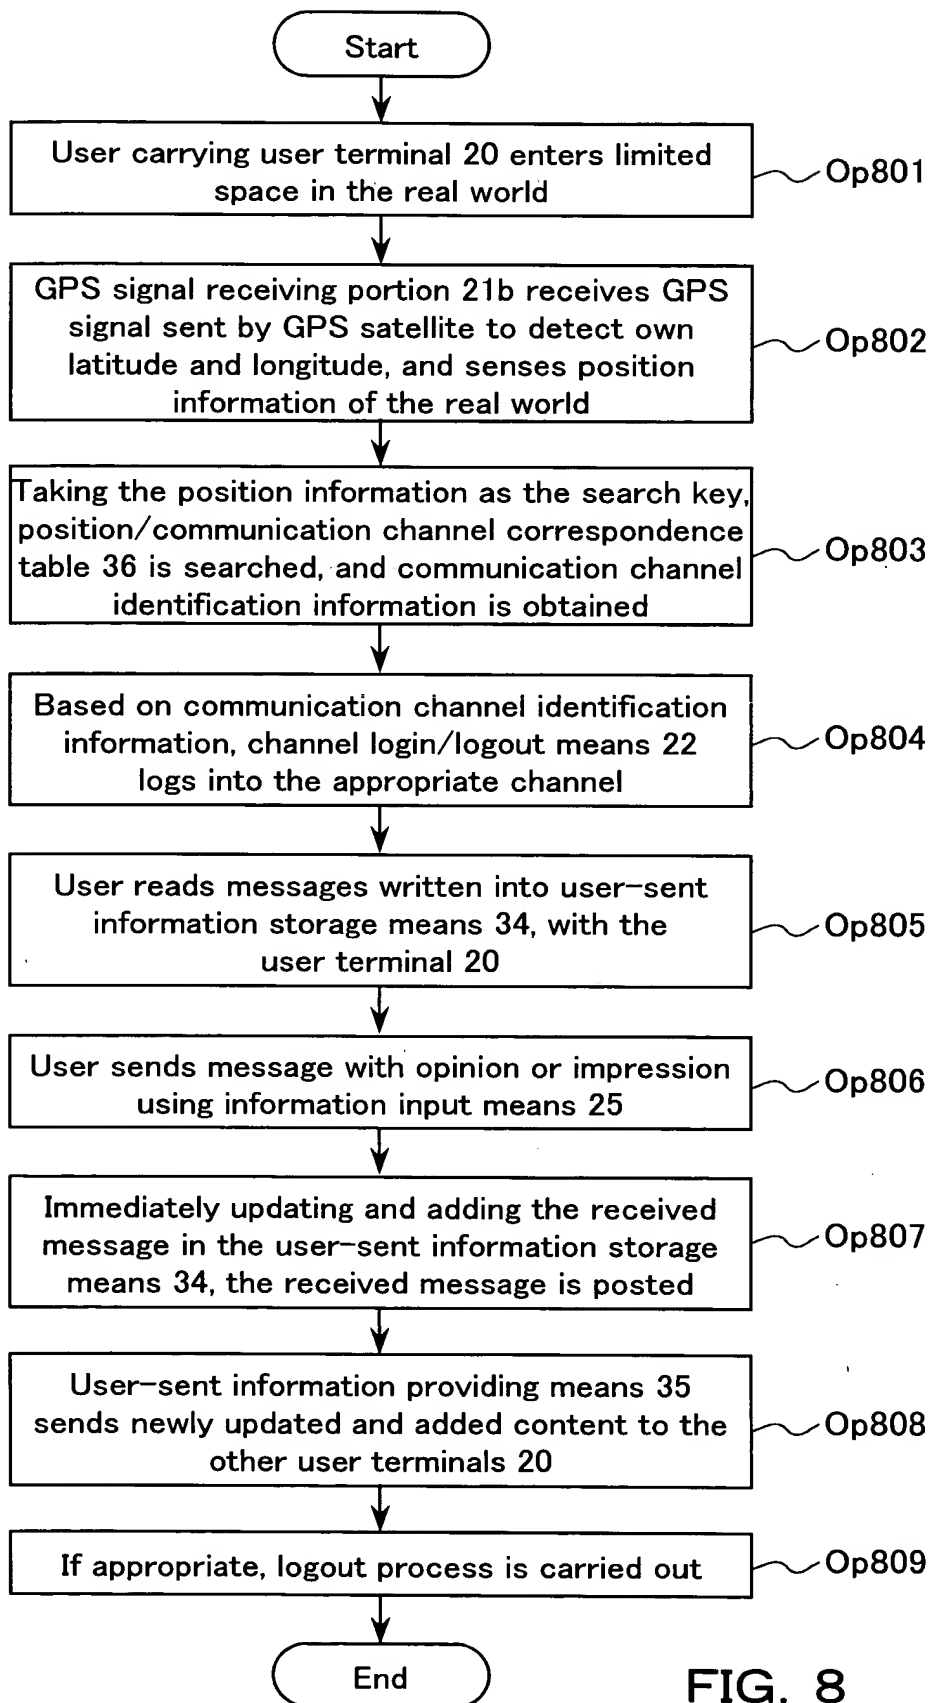 Start
User carrying user terminal 20 enters limited
space in the real world
Op801
GPS signal receiving portion 21b receives GPS
signal sent by GPS satellite to detect own
latitude and longitude, and senses position
information of the real world
Op802
Taking the position information as the search key,
position/communication channel correspondence
table 36 is searched, and communication channel
identification information is obtained
Op803
Based on communication channel identification
information, channel login/logout means 22
logs into the appropriate channel
Op804
User reads messages written into user-sent
information storage means 34, with the
user terminal 20
Op805
User sends message with opinion or impression
using information input means 25
Op806
Immediately updating and adding the received
message in the user-sent information storage
means 34, the received message is posted
Op807
User-sent information providing means 35
sends newly updated and added content to the
other user terminals 20
Op808
If appropriate, logout process is carried out
Op809
End
FIG. 8